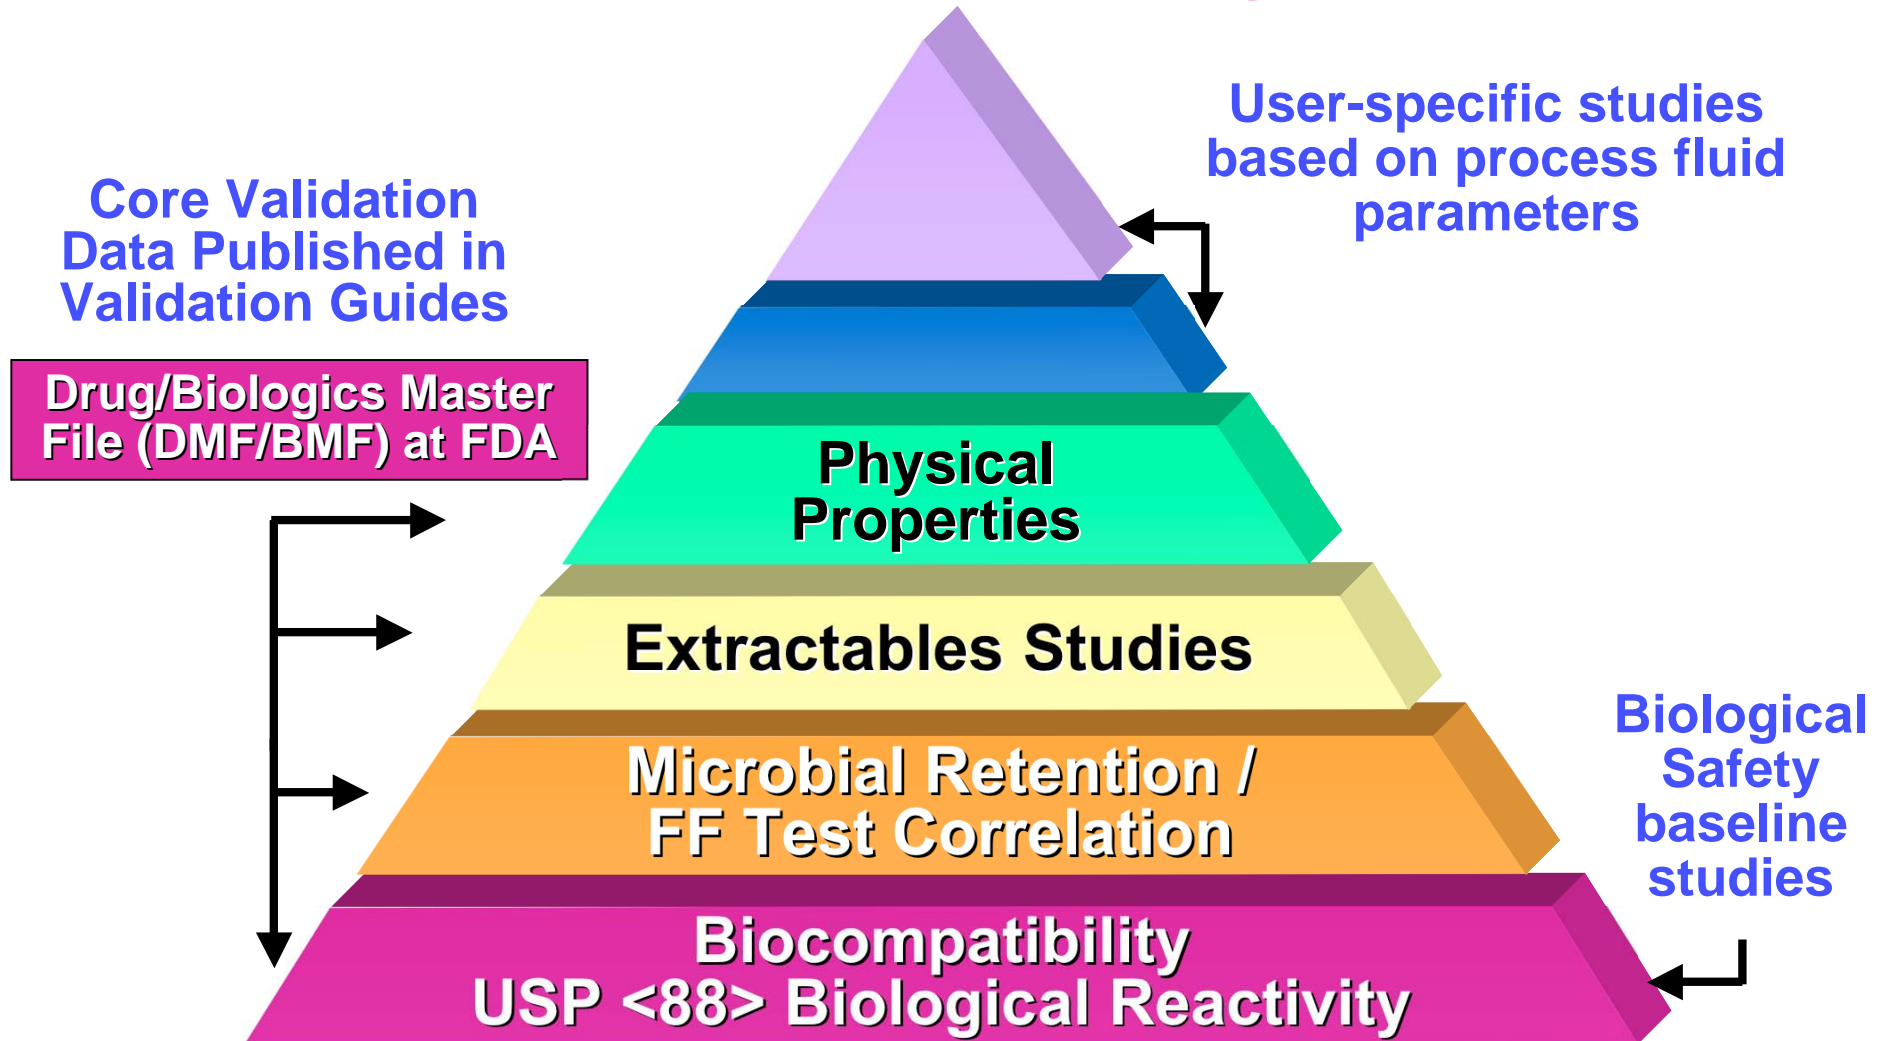 User-specific studies
based on process fluid
parameters
Core Validation
Data Published in
Validation Guides
Drug/Biologics Master
File (DMF/BMF) at FDA
Physical
Properties
Extractables Studies
Microbial Retention /
FF Test Correlation
Biological
Safety
baseline
studies
Biocompatibility
USP <88> Biological Reactivity